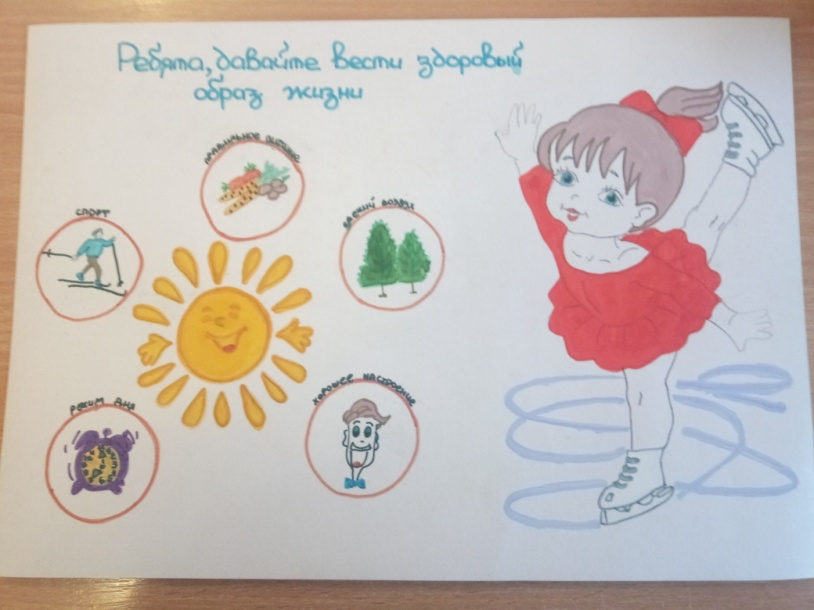 Ребята, давайте вести здоровый
образ жизни
правильное питание
спорт
свежий воздух
режим дня
хорошее настроение